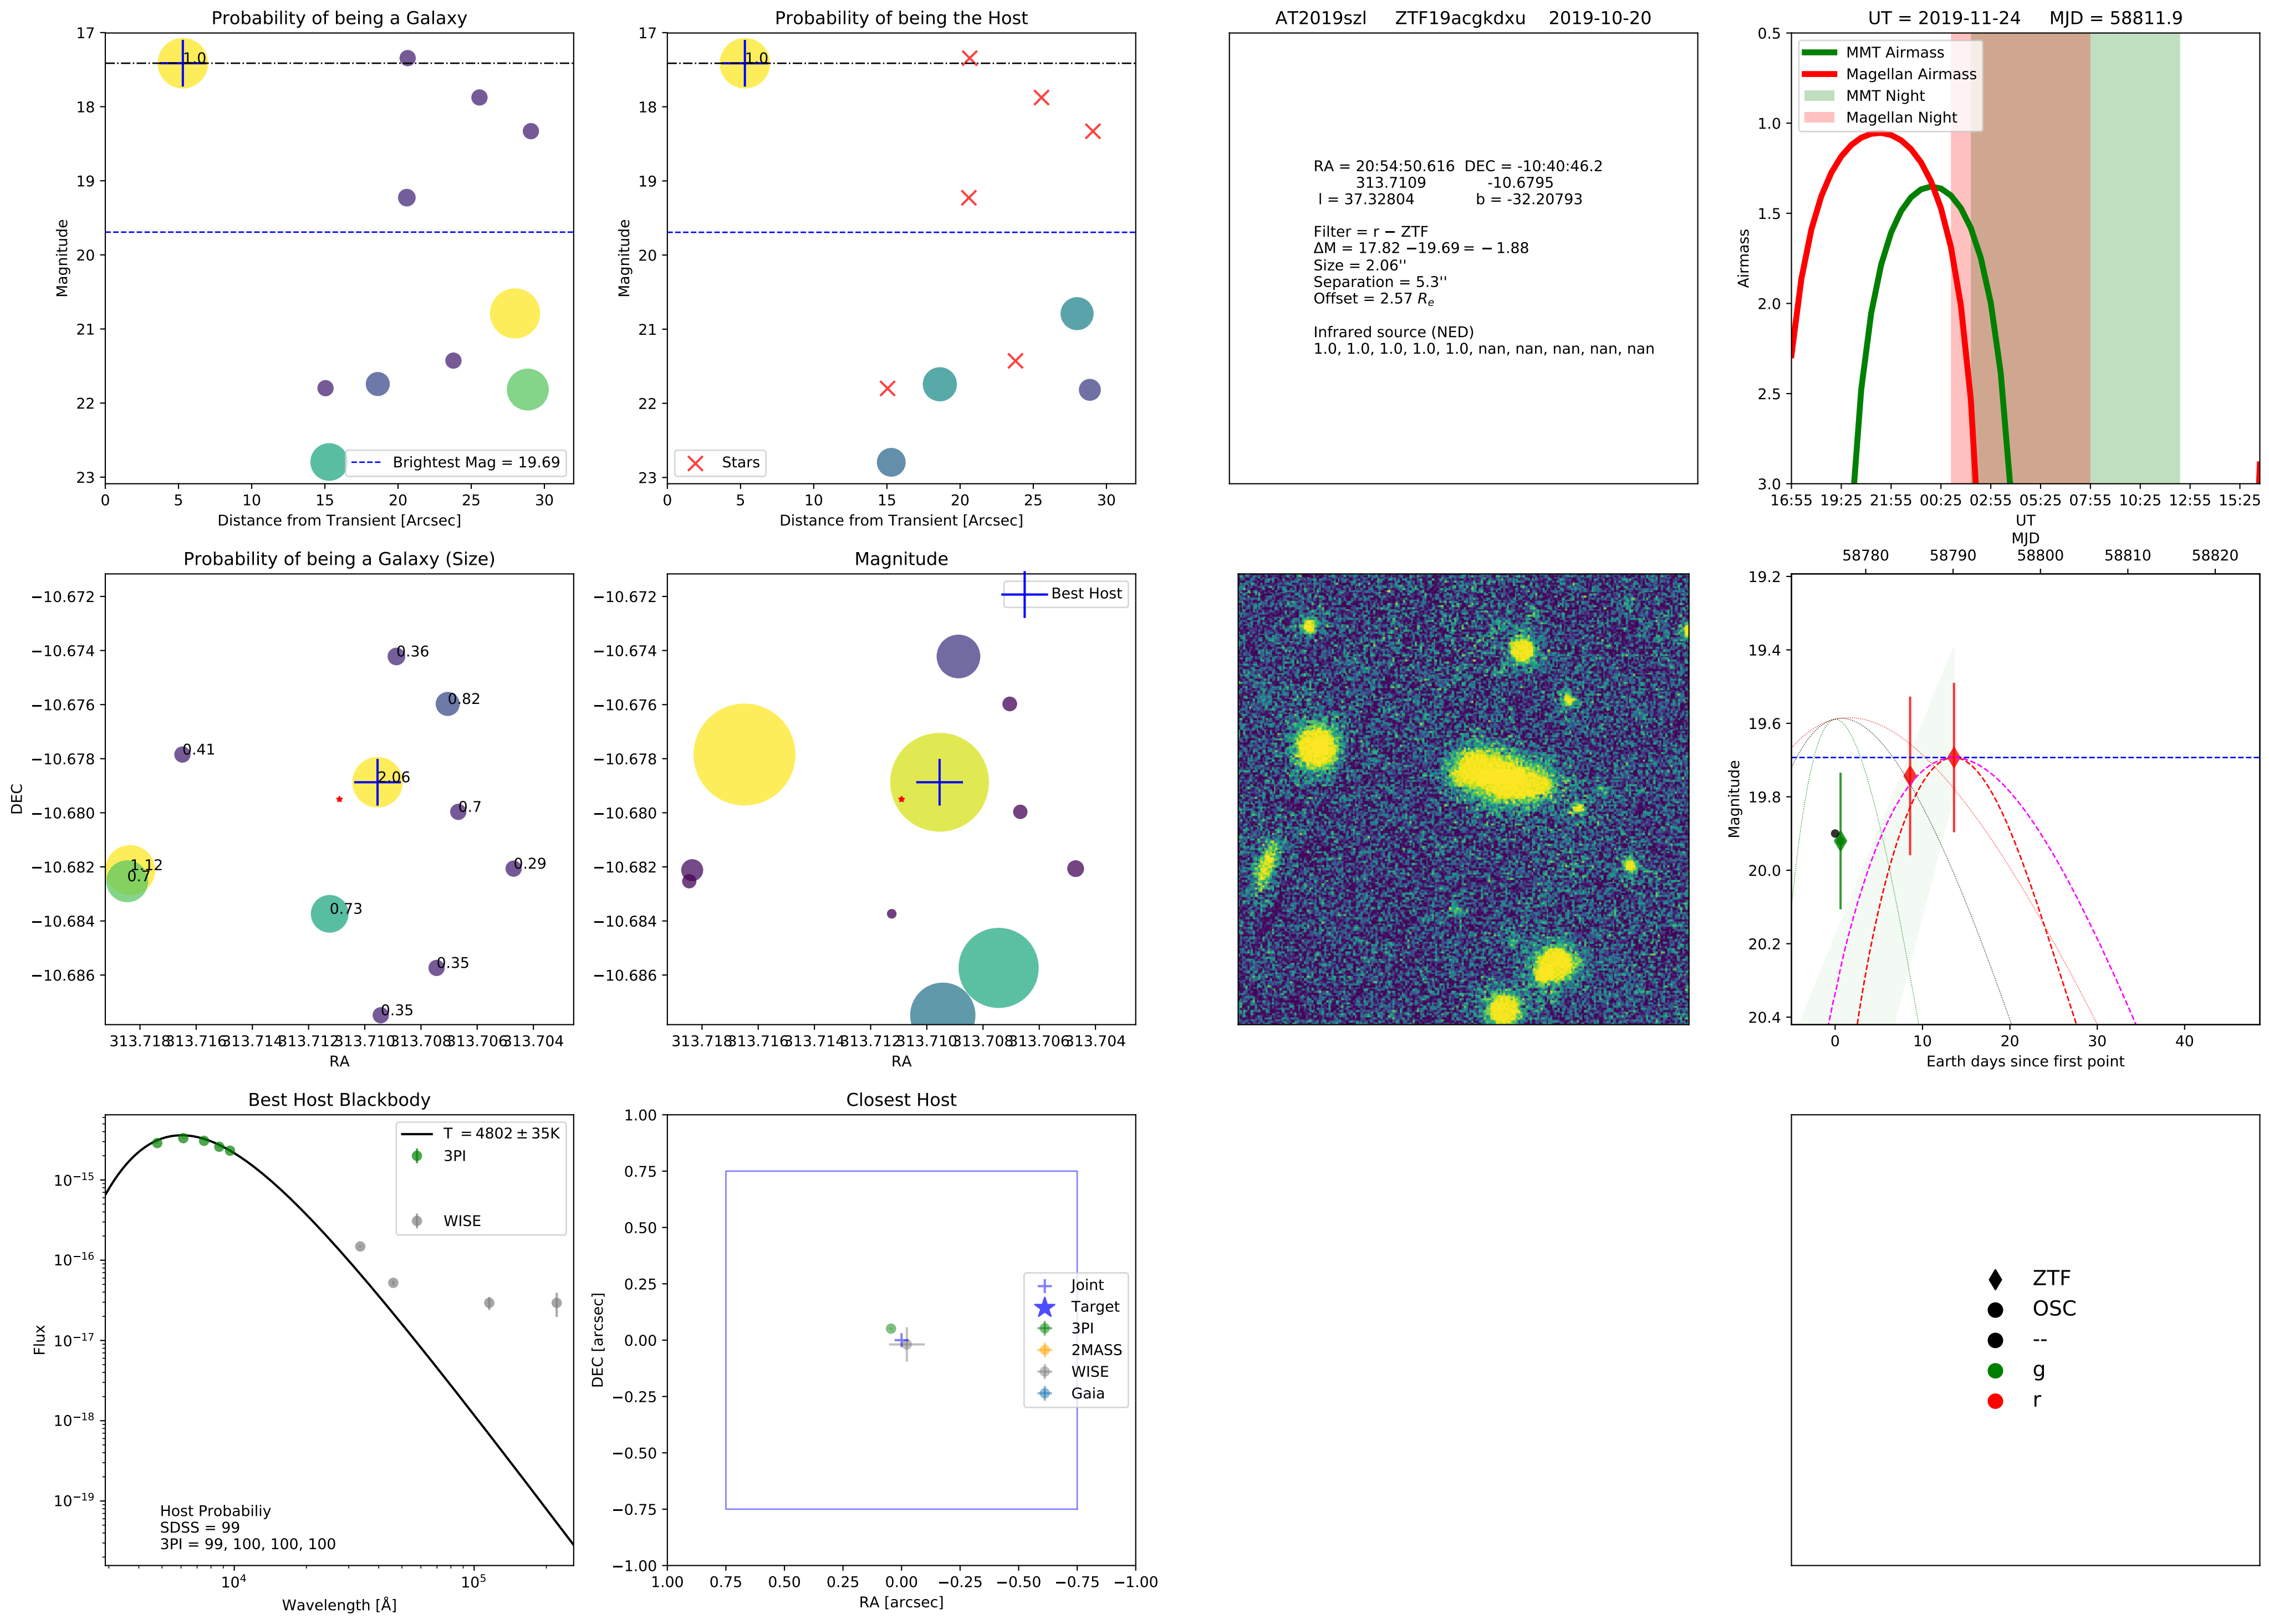 Probability of being a Galaxy
17
18
19
20
21
22
23
Magnitude
1.0
Brightest Mag = 19.69
0 5 10 15 20 25 30
Distance from Transient [Arcsec]
Probability of being the Host
17
18
19
20
21
22
23
Magnitude
1.0
Stars
0 5 10 15 20 25 30
Distance from Transient [Arcsec]
AT2019szl ZTF19acgkdxu 2019-10-20
RA = 20:54:50.616 DEC = -10:40:46.2
313.7109 -10.6795
l = 37.32804 b = -32.20793
Filter = r − ZTF
ΔM = 17.82 −19.69 = − 1.88
Size = 2.06''
Separation = 5.3''
Offset = 2.57 Re
Infrared source (NED)
1.0, 1.0, 1.0, 1.0, 1.0, nan, nan, nan, nan, nan
UT = 2019-11-24 MJD = 58811.9
0.5
1.0
1.5
2.0
2.5
3.0
Airmass
MMT Airmass
Magellan Airmass
MMT Night
Magellan Night
16:55 19:25 21:55 00:25 02:55 05:25 07:55 10:25 12:55 15:25
UT
Probability of being a Galaxy (Size)
−10.672
−10.674
−10.676
−10.678
−10.680
−10.682
−10.684
−10.686
DEC
0.36
0.82
0.41
2.06
0.7
1.12
0.7
0.29
0.73
0.35
0.35
313.718 313.716 313.714 313.712 313.710 313.708 313.706 313.704
RA
Magnitude
−10.672
−10.674
−10.676
−10.678
−10.680
−10.682
−10.684
−10.686
Best Host
313.718 313.716 313.714 313.712 313.710 313.708 313.706 313.704
RA
MJD
58780 58790 58800 58810 58820
19.2
19.4
19.6
19.8
20.0
20.2
20.4
Magnitude
0 10 20 30 40
Earth days since first point
Best Host Blackbody
10−15
10−16
10−17
10−18
10−19
Flux
T = 4802 ± 35K
3PI
WISE
Host Probabiliy
SDSS = 99
3PI = 99, 100, 100, 100
104 105
Wavelength [Å]
Closest Host
1.00
0.75
0.50
0.25
0.00
−0.25
−0.50
−0.75
−1.00
DEC [arcsec]
Joint
Target
3PI
2MASS
WISE
Gaia
1.00 0.75 0.50 0.25 0.00 −0.25 −0.50 −0.75 −1.00
RA [arcsec]
ZTF
OSC
--
g
r